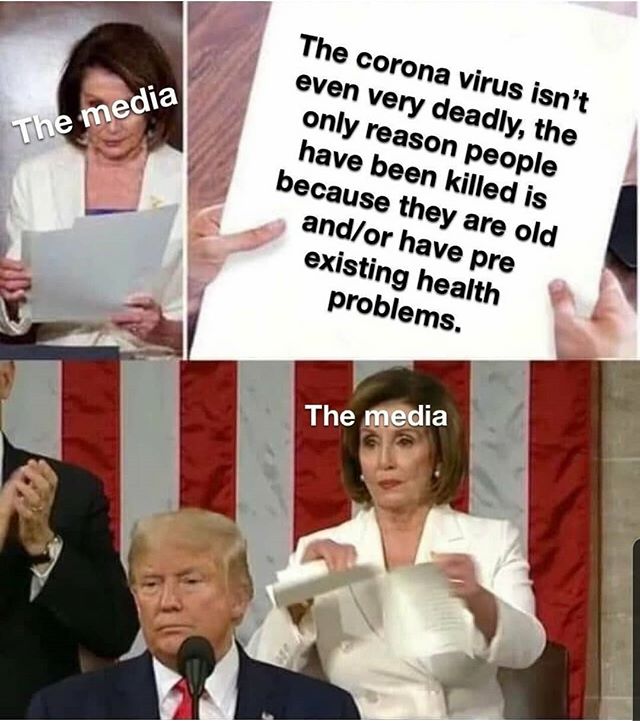 The media
The corona virus isn't
even very deadly, the
only reason people
have been killed is
because they are old
and/or have pre
existing health
problems.
The media